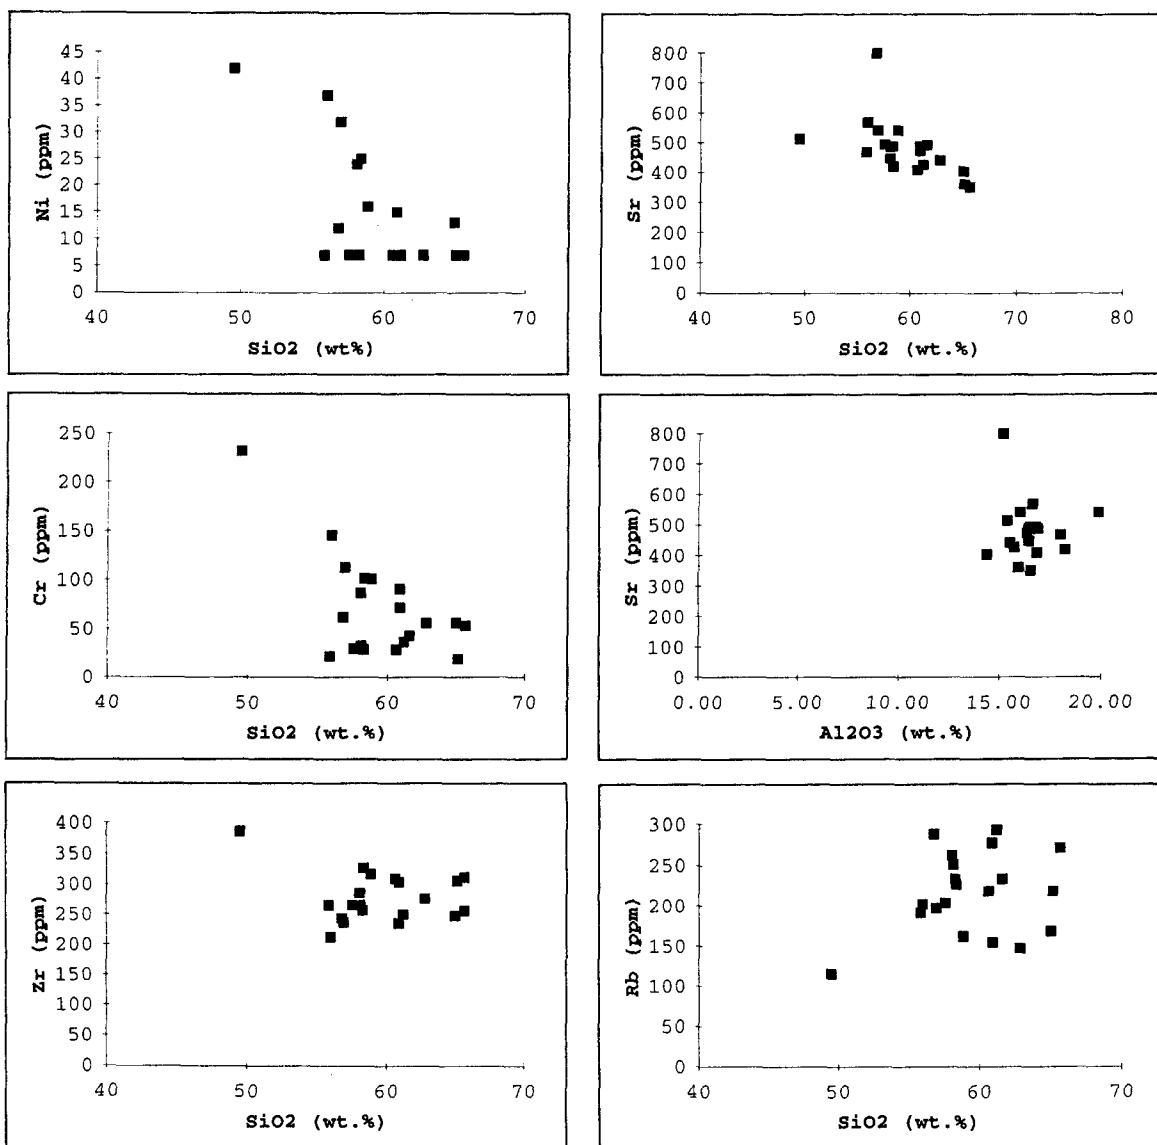 45
40
35
30
25
20
15
10
5
0
Ni (ppm)
40 50 60 70
SiO2 (wt%)
800
700
600
500
400
300
200
100
0
Sr (ppm)
40 50 60 70 80
SiO2 (wt.%)
250
200
150
100
50
0
Cr (ppm)
40 50 60 70
SiO2 (wt.%)
800
700
600
500
400
300
200
100
0
Sr (ppm)
0.00 5.00 10.00 15.00 20.00
Al2O3 (wt.%)
400
350
300
250
200
150
100
50
0
Zr (ppm)
40 50 60 70
SiO2 (wt.%)
300
250
200
150
100
50
0
Rb (ppm)
40 50 60 70
SiO2 (wt.%)